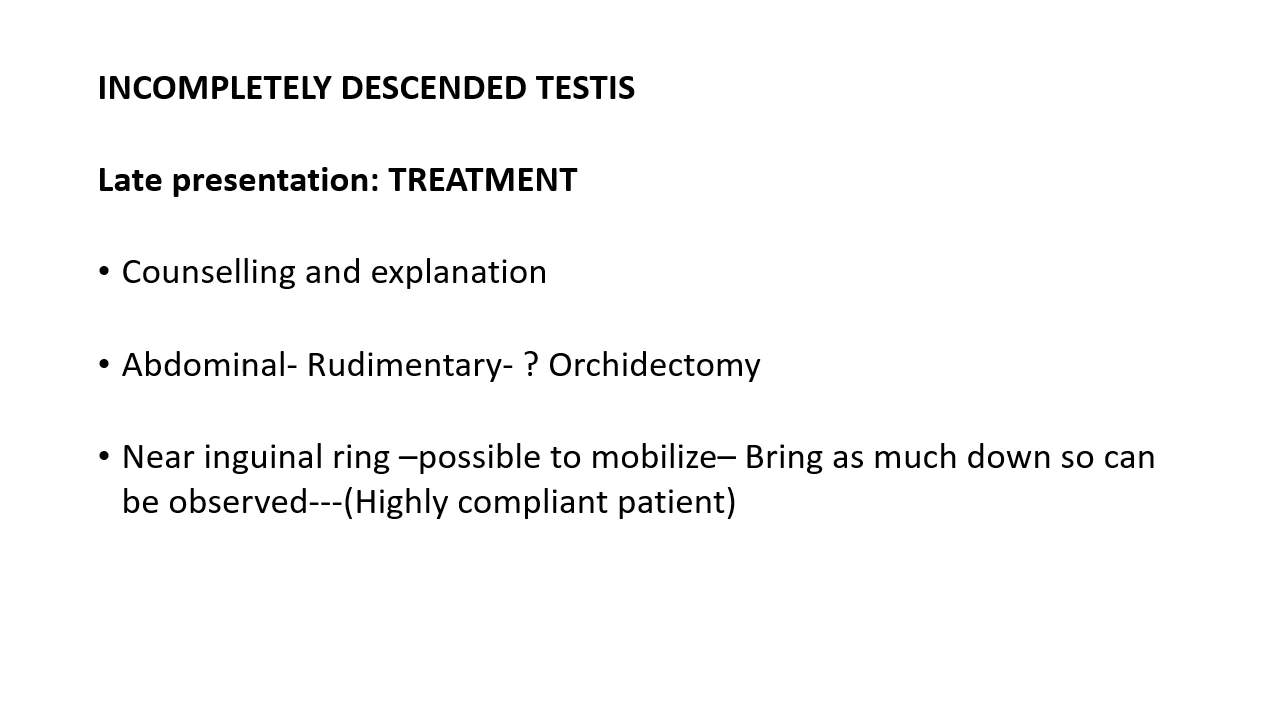 INCOMPLETELY DESCENDED TESTIS
Late presentation: TREATMENT
• Counselling and explanation
• Abdominal- Rudimentary- ? Orchidectomy
• Near inguinal ring –possible to mobilize– Bring as much down so can
be observed---(Highly compliant patient)